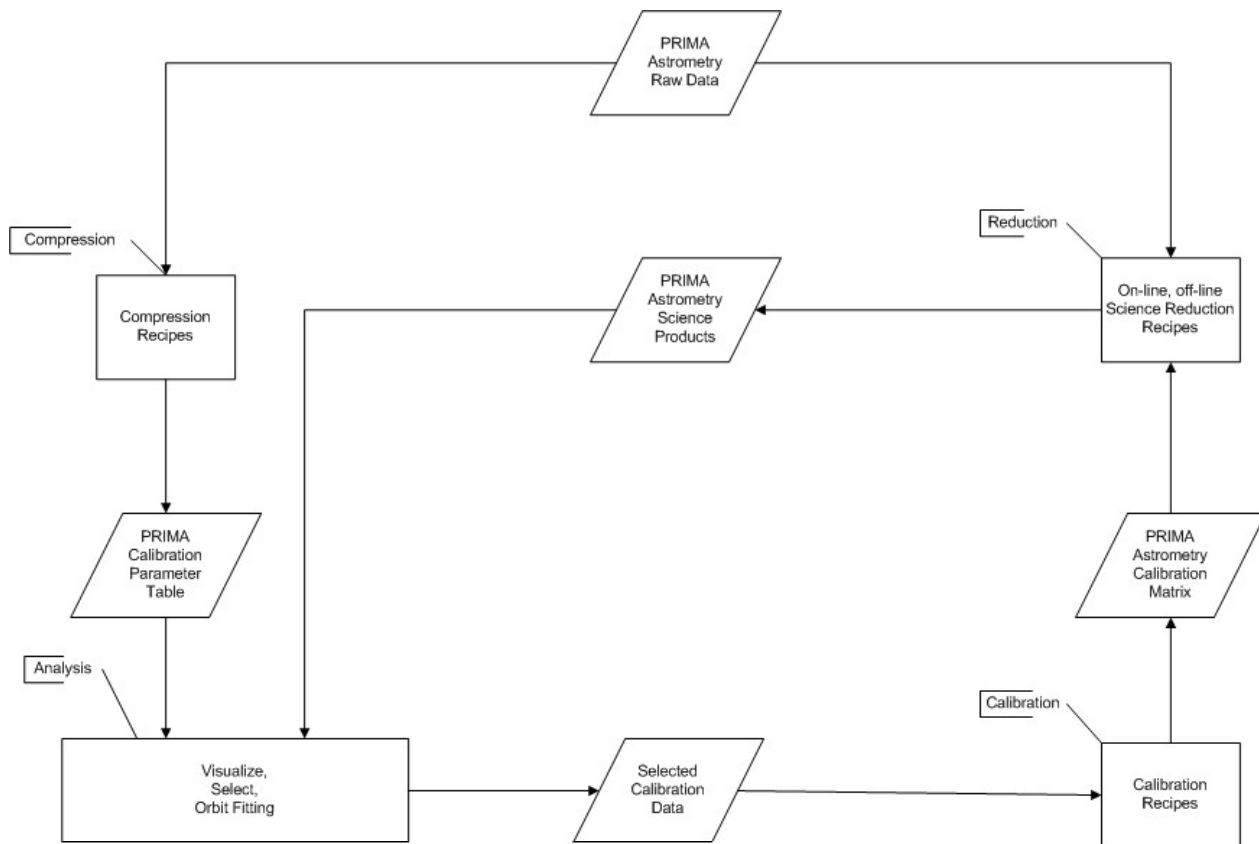 PRIMA
Astrometry
Raw Data
Compression
Reduction
Compression
Recipes
PRIMA
Astrometry
Science
Products
On-line, off-line
Science Reduction
Recipes
PRIMA
Calibration
Parameter
Table
PRIMA
Astrometry
Calibration
Matrix
Analysis
Calibration
Visualize,
Select,
Orbit Fitting
Selected
Calibration
Data
Calibration
Recipes